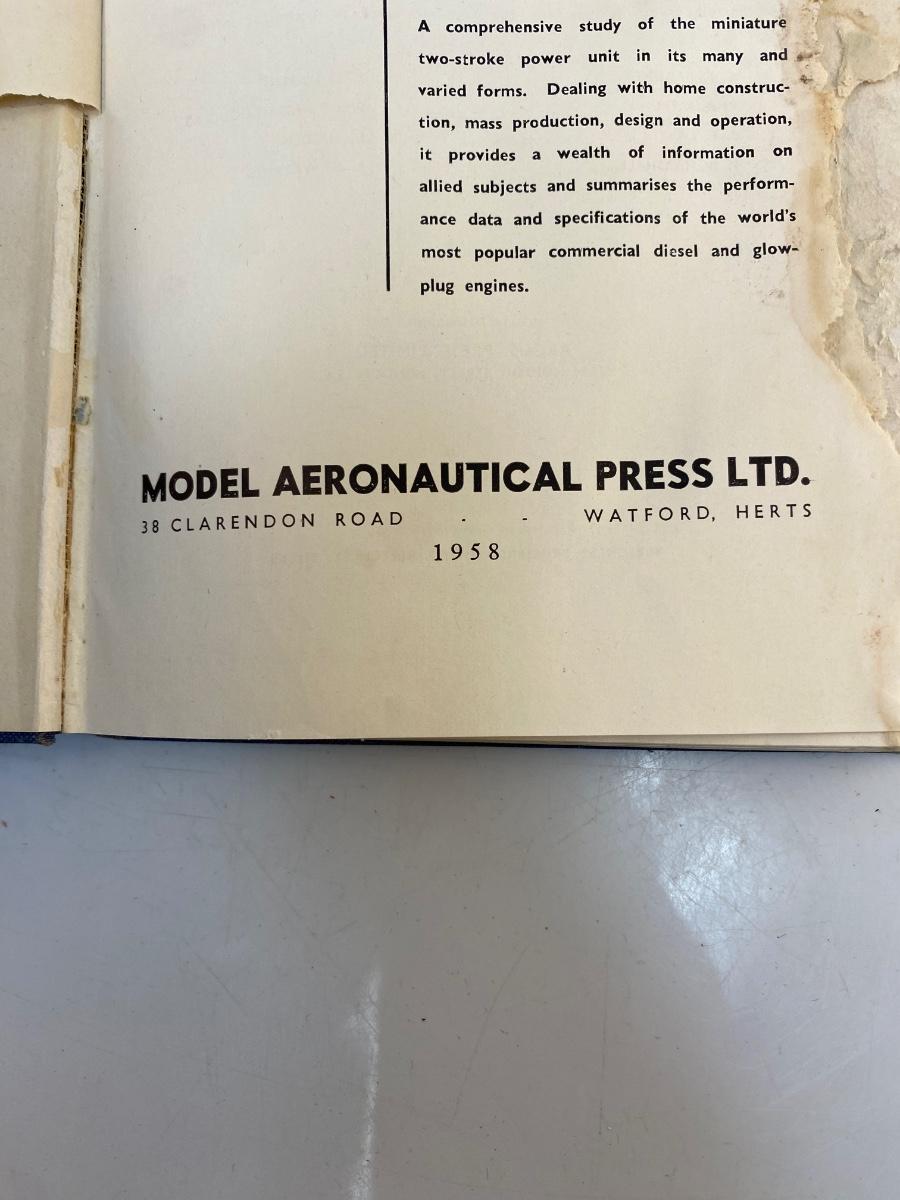 A comprehensive study of the miniature
two-stroke power unit in its many and
varied forms. Dealing with home construc-
tion, mass production, design and operation,
it provides a wealth of information on
allied subjects and summarises the perform-
ance data and specifications of the world's
most popular commercial diesel and glow-
plug engines.
MODEL AERONAUTICAL PRESS LTD.
38 CLARENDON ROAD - - WATFORD, HERTS
1958